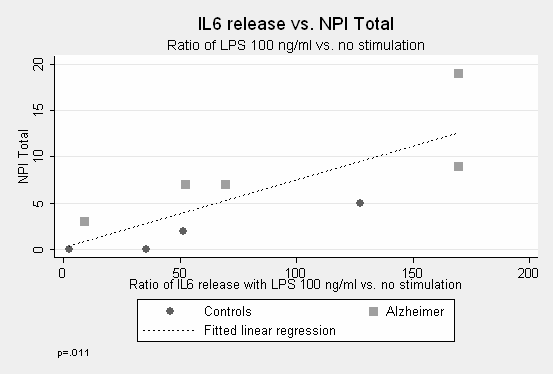 IL6 release vs. NPI Total
Ratio of LPS 100 ng/ml vs. no stimulation
NPI Total
20
15
10
5
0
0 50 100 150 200
Ratio of IL6 release with LPS 100 ng/ml vs. no stimulation
Controls Alzheimer
Fitted linear regression
p=.011